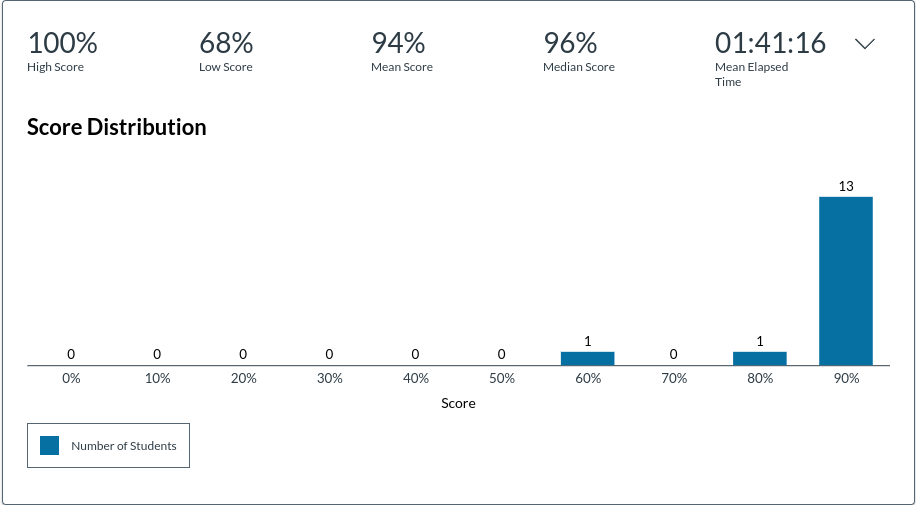 100% 68% 94% 96% 01:41:16
High Score Low Score Mean Score Median Score Mean Elapsed
Time
Score Distribution
13
1 1
0 0 0 0 0 0 0
0% 10% 20% 30% 40% 50% 60% 70% 80% 90%
Score
Number of Students